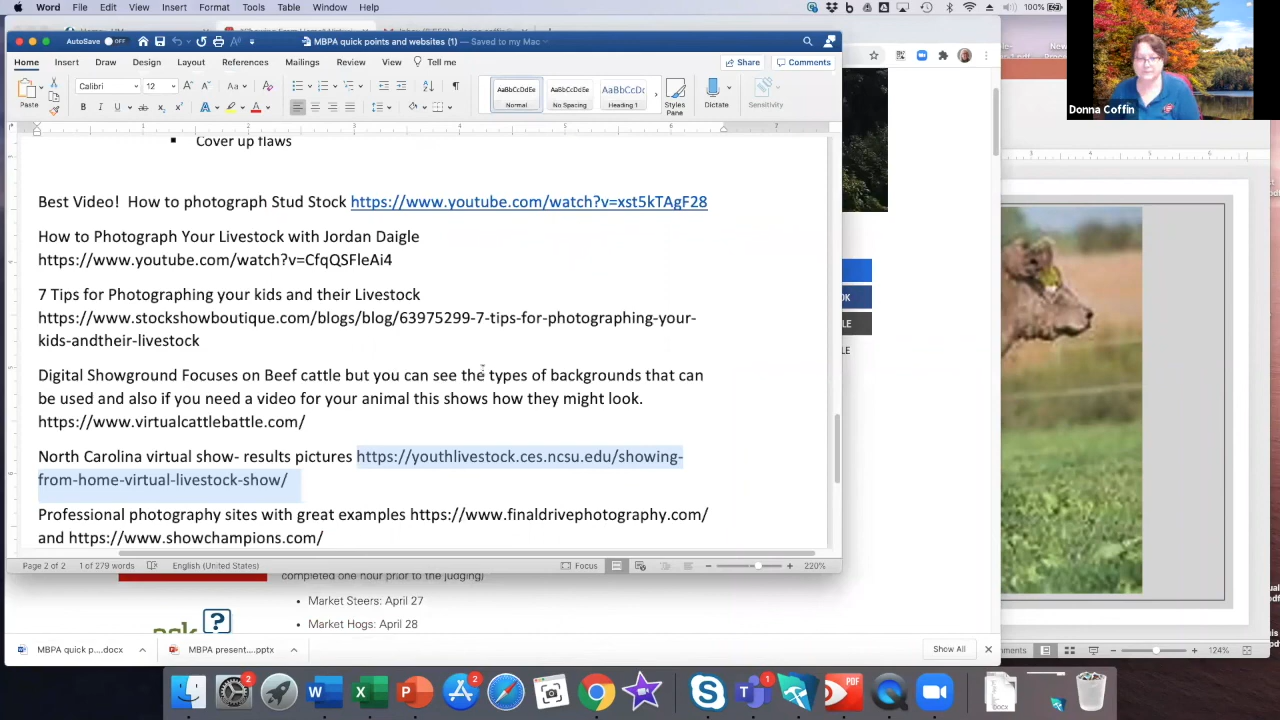 Word File Edit View Insert Format Tools Table Window Help 100%
AutoSave OFF MBPA quick points and websites (1) — Saved to my Mac
Home Insert Draw Design Layout References Mailings Review View Tell me Share Comments
Paste Calibri 12 AaBbCcDdEe Normal AaBbCcDdEe No Spacing AaBbCcDc Heading 1 Styles Pane Dictate Sensitivity
Donna Coffin
▪ Cover up flaws
Best Video! How to photograph Stud Stock https://www.youtube.com/watch?v=xst5kTAgF28
How to Photograph Your Livestock with Jordan Daigle
https://www.youtube.com/watch?v=CfqQSFleAi4
7 Tips for Photographing your kids and their Livestock
https://www.stockshowboutique.com/blogs/blog/63975299-7-tips-for-photographing-your-
kids-andtheir-livestock
Digital Showground Focuses on Beef cattle but you can see the types of backgrounds that can
be used and also if you need a video for your animal this shows how they might look.
https://www.virtualcattlebattle.com/
North Carolina virtual show- results pictures https://youthlivestock.ces.ncsu.edu/showing-
from-home-virtual-livestock-show/
Professional photography sites with great examples https://www.finaldrivephotography.com/
and https://www.showchampions.com/
Page 2 of 2 1 of 279 words English (United States) Focus 220%
completed one hour prior to the judging)
• Market Steers: April 27
• Market Hogs: April 28
ask ?
MBPA quick p....docx MBPA present....pptx Show All
124%